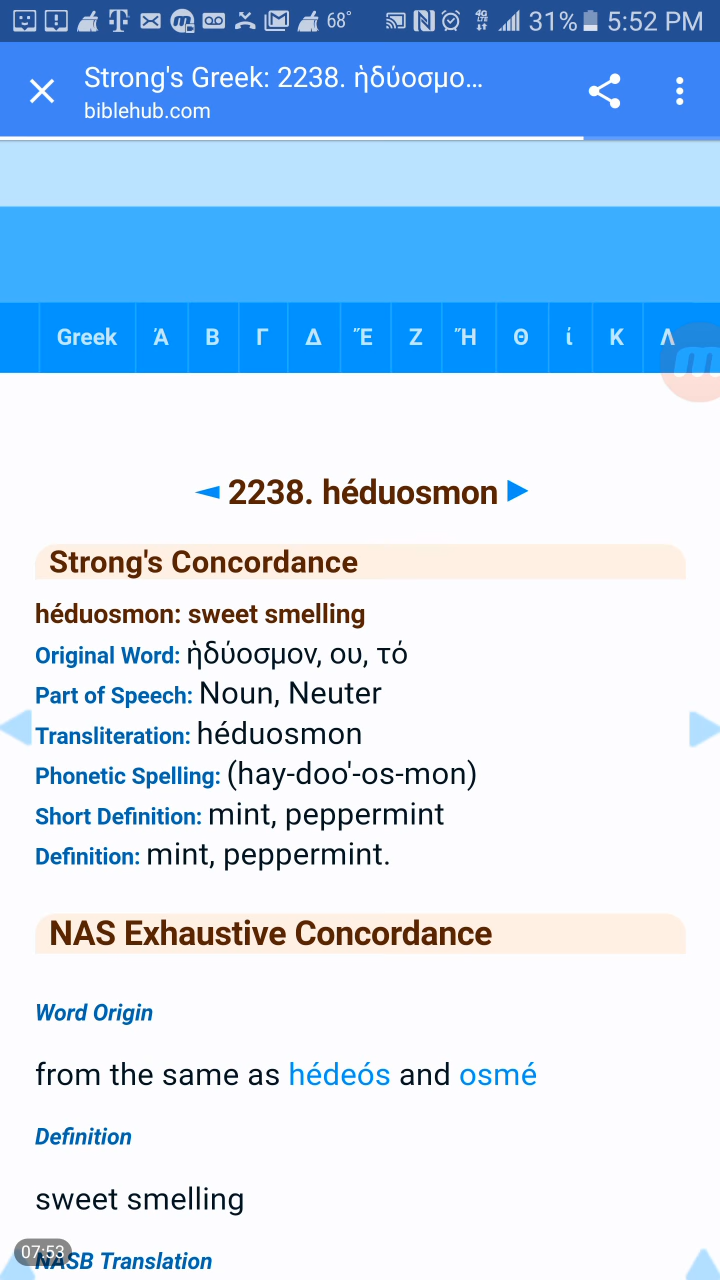 68° 4G LTE 31% 5:52 PM
Strong's Greek: 2238. ἡδύοσμο…
biblehub.com
Greek Ἀ Β Γ Δ Ἔ Ζ Ἤ Θ ἰ Κ Λ
◄ 2238. héduosmon ►
Strong's Concordance
héduosmon: sweet smelling
Original Word: ἡδύοσμον, ου, τό
Part of Speech: Noun, Neuter
Transliteration: héduosmon
Phonetic Spelling: (hay-doo'-os-mon)
Short Definition: mint, peppermint
Definition: mint, peppermint.
NAS Exhaustive Concordance
Word Origin
from the same as hédeós and osmé
Definition
sweet smelling
07:53
NASB Translation